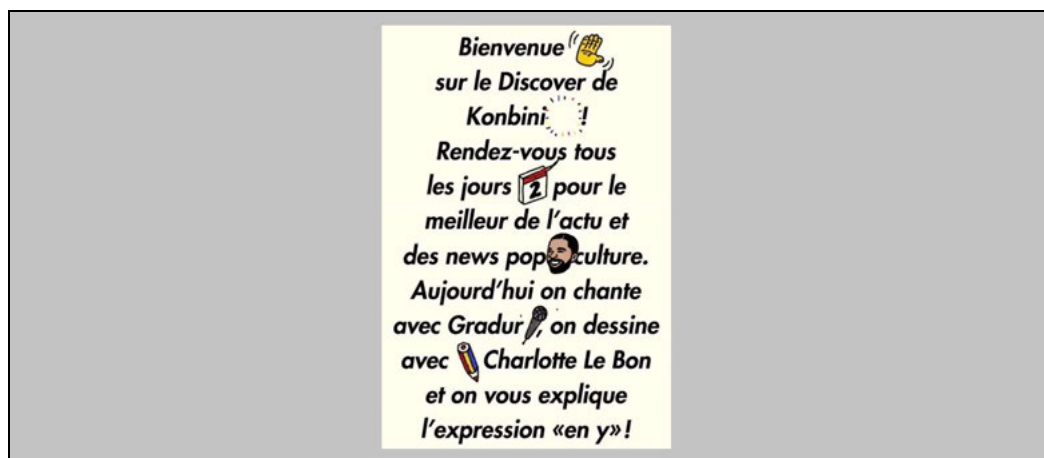 Bienvenue
sur le Discover de
Konbini !
Rendez-vous tous
les jours 2 pour le
meilleur de l'actu et
des news pop culture.
Aujourd'hui on chante
avec Gradur, on dessine
avec Charlotte Le Bon
et on vous explique
l'expression «en y»!